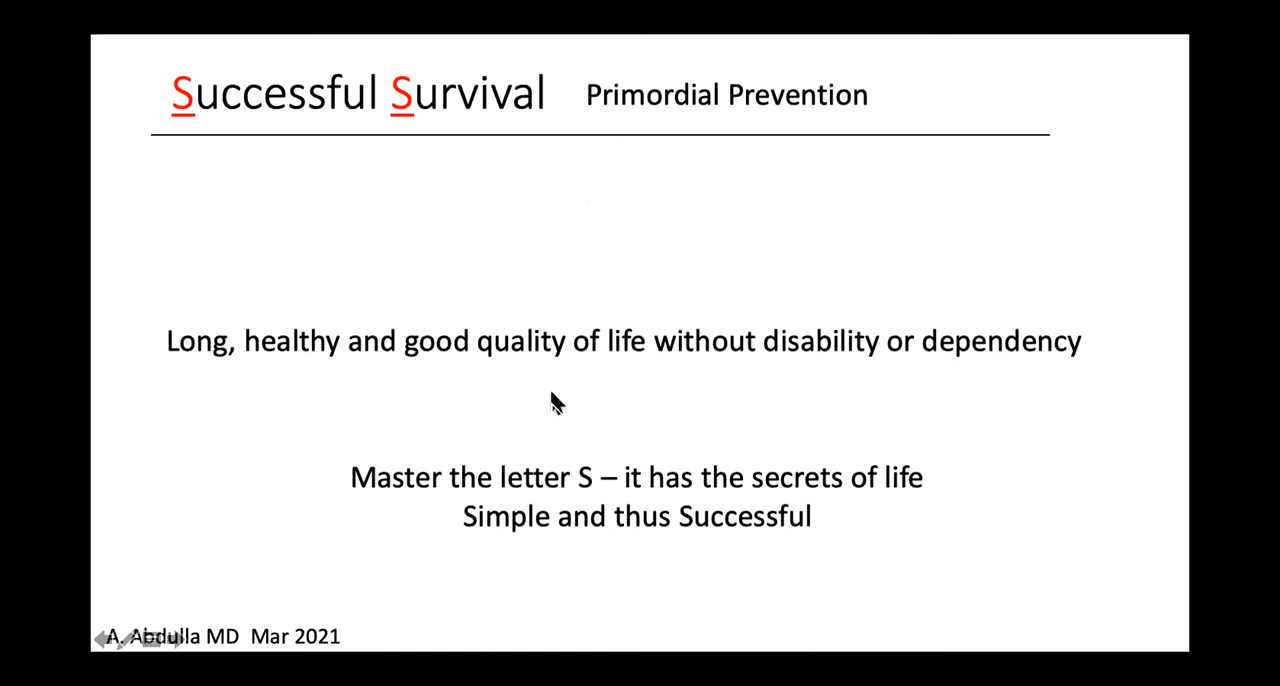 Successful Survival Primordial Prevention
Long, healthy and good quality of life without disability or dependency
Master the letter S – it has the secrets of life
Simple and thus Successful
A. Abdulla MD Mar 2021